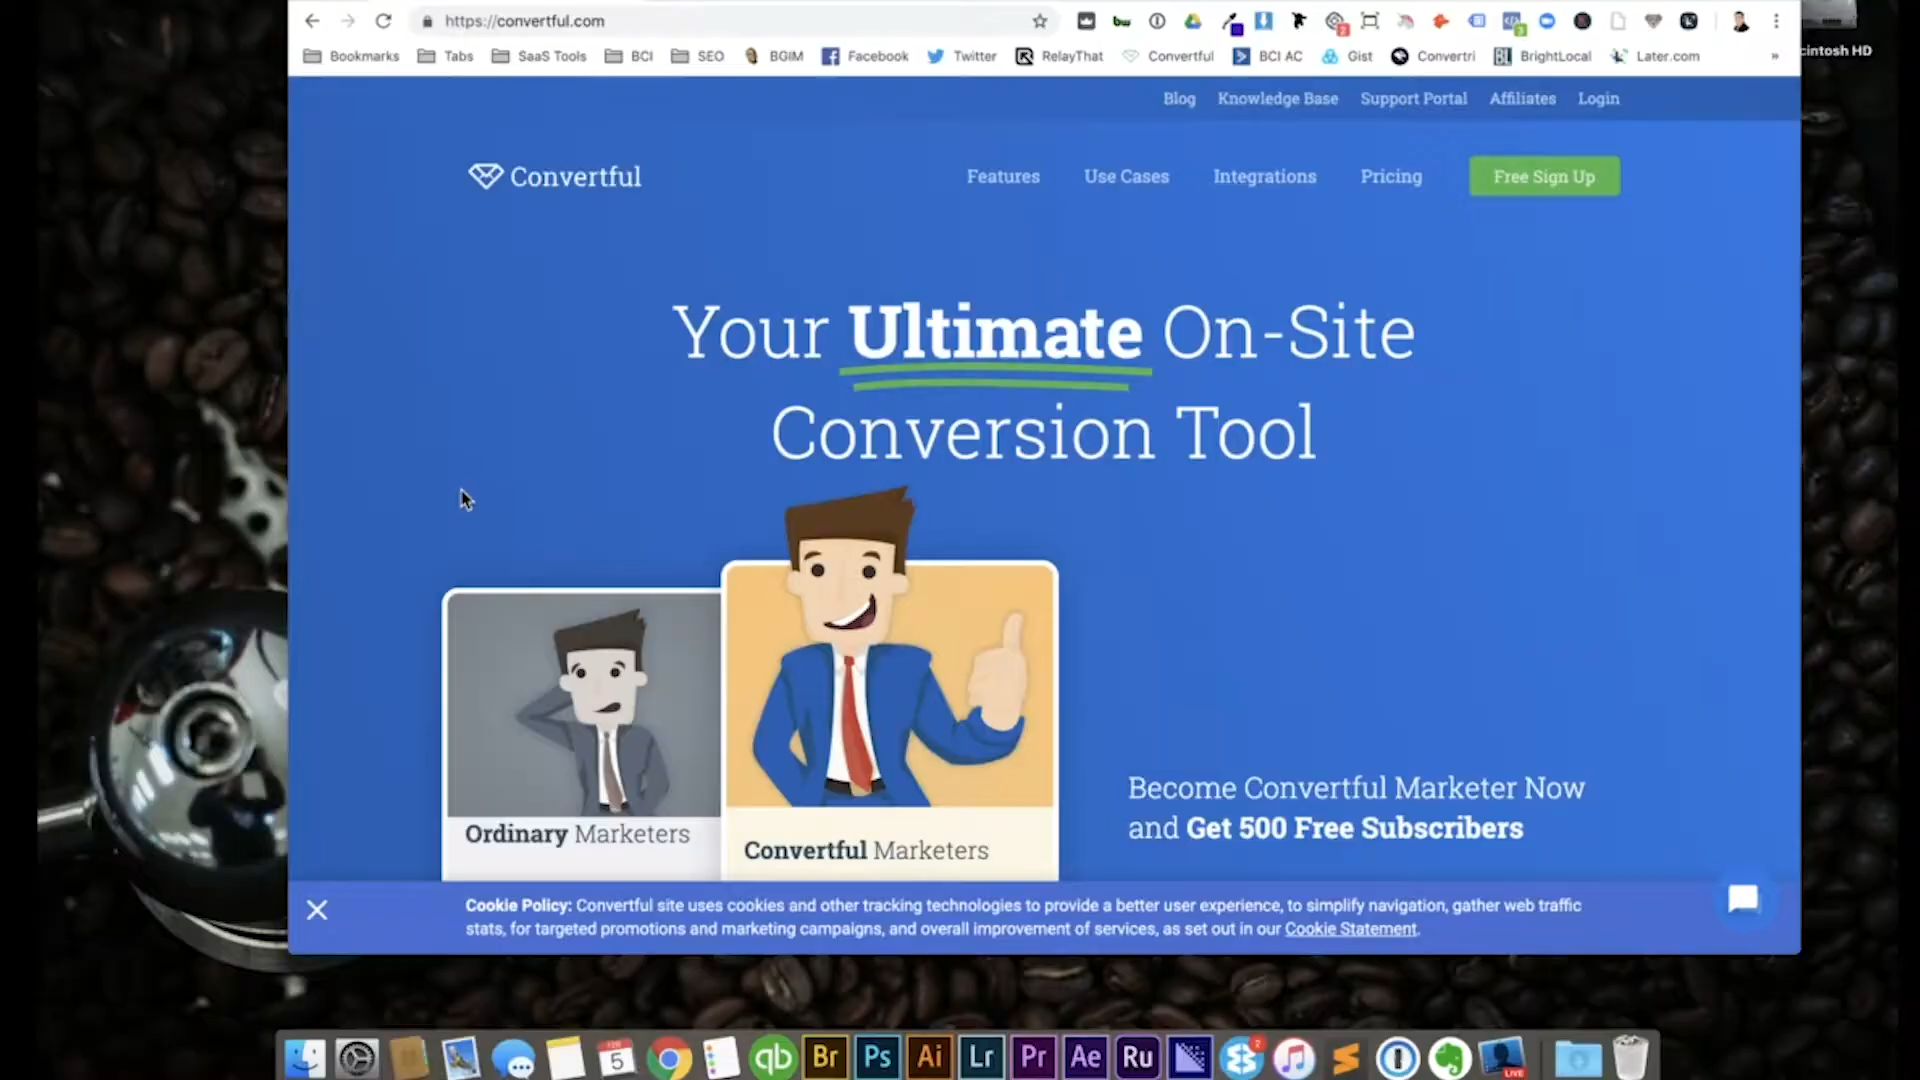 https://convertful.com
Bookmarks Tabs SaaS Tools BCI SEO BGIM Facebook Twitter RelayThat Convertful BCI AC Gist Convertri BrightLocal Later.com »
cintosh HD
Blog Knowledge Base Support Portal Affiliates Login
Convertful Features Use Cases Integrations Pricing Free Sign Up
Your Ultimate On-Site
Conversion Tool
Ordinary Marketers
Convertful Marketers
Become Convertful Marketer Now
and Get 500 Free Subscribers
Cookie Policy: Convertful site uses cookies and other tracking technologies to provide a better user experience, to simplify navigation, gather web traffic
stats, for targeted promotions and marketing campaigns, and overall improvement of services, as set out in our Cookie Statement.
5 qb Br Ps Ai Lr Pr Ae Ru 2 LIVE